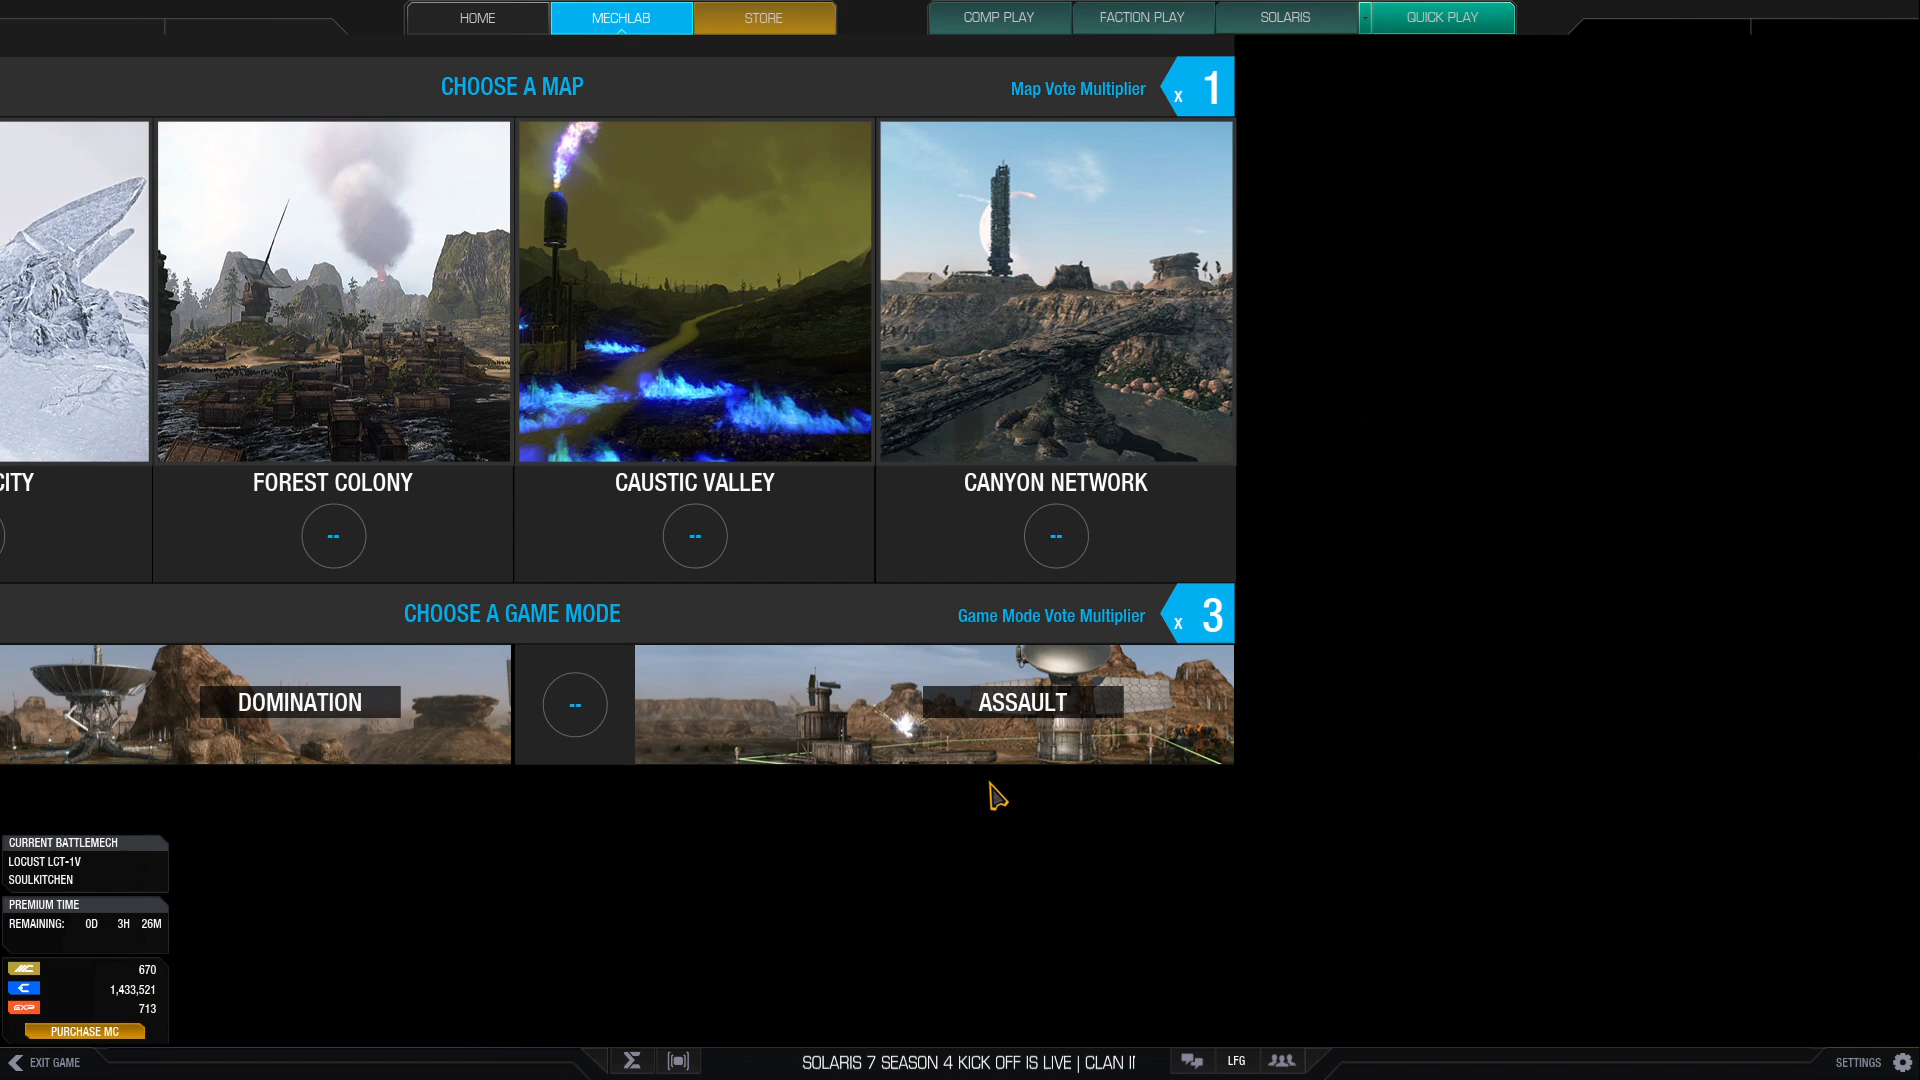 HOME
MECHLAB
STORE
COMP PLAY
FACTION PLAY
SOLARIS
QUICK PLAY
CHOOSE A MAP
Map Vote Multiplier
x 1
CITY
FOREST COLONY
CAUSTIC VALLEY
CANYON NETWORK
--
--
--
CHOOSE A GAME MODE
Game Mode Vote Multiplier
x 3
DOMINATION
--
ASSAULT
CURRENT BATTLEMECH
LOCUST LCT-1V
SOULKITCHEN
PREMIUM TIME
REMAINING: 0D 3H 26M
MC 670
C 1,433,521
GXP 713
PURCHASE MC
EXIT GAME
SOLARIS 7 SEASON 4 KICK OFF IS LIVE | CLAN
LFG
SETTINGS